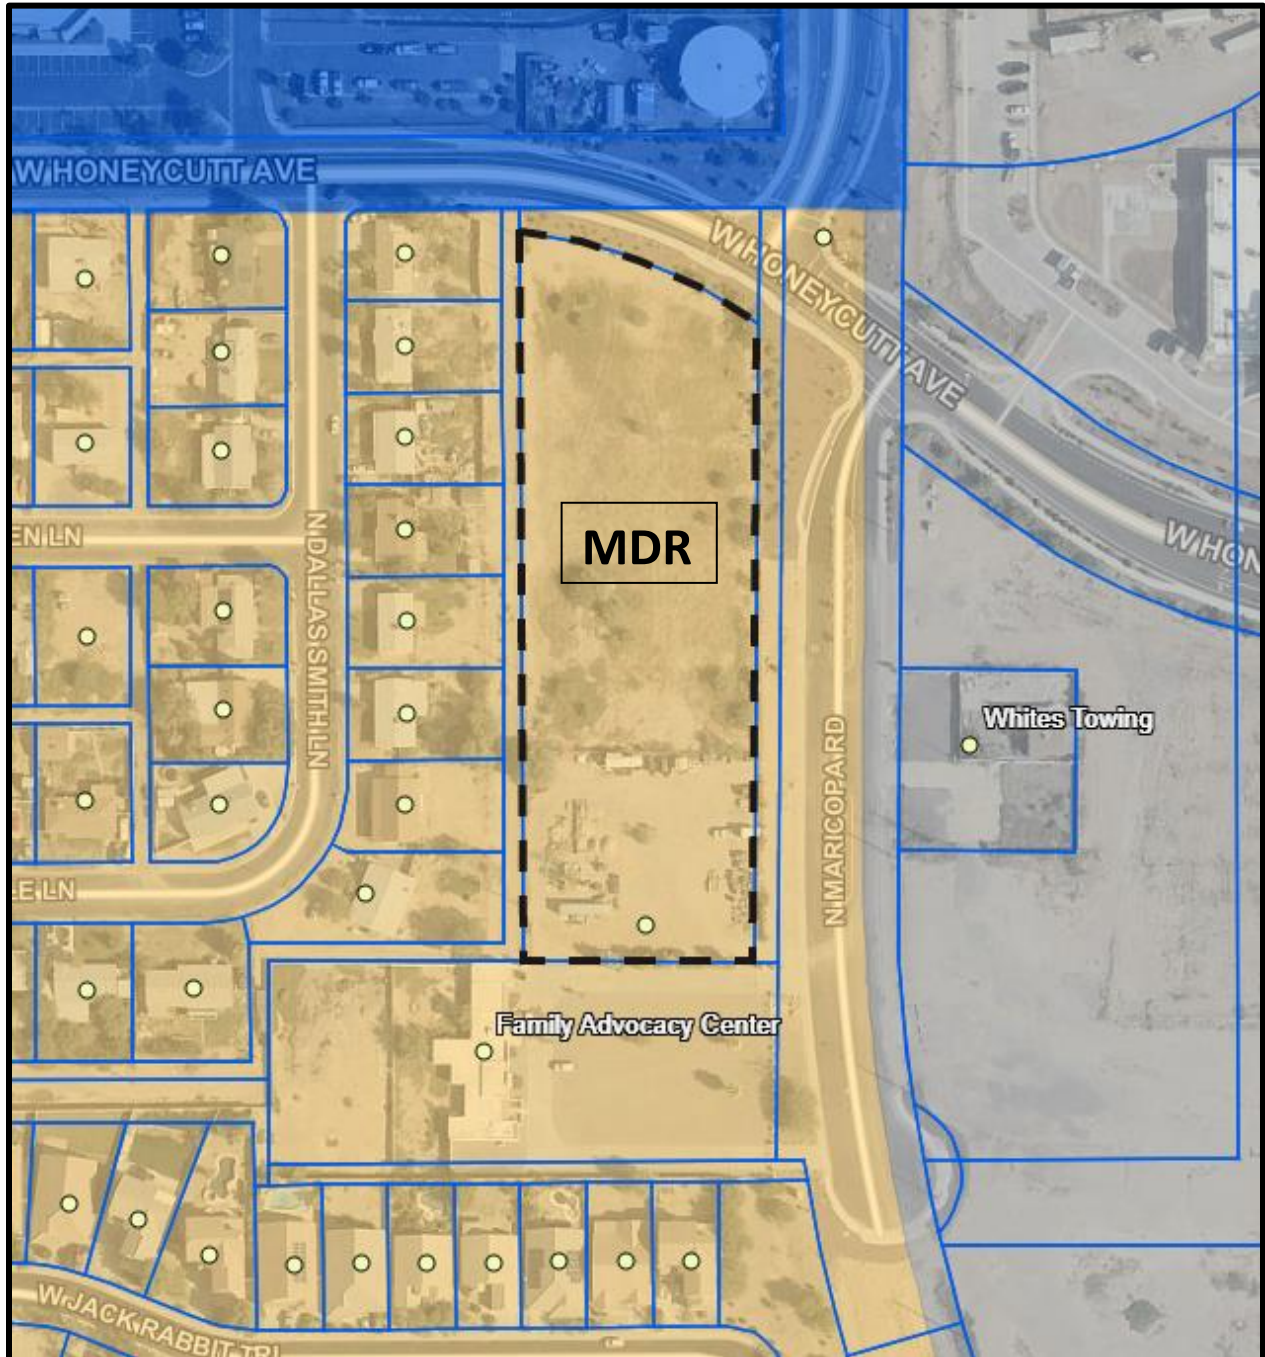 W HONEYCUTT AVE
W HONEYCUTT AVE
W HON
EN LN
N DALLAS SMITH LN
MDR
Whites Towing
N MARICOPA RD
LE LN
Family Advocacy Center
W JACK RABBIT TRL